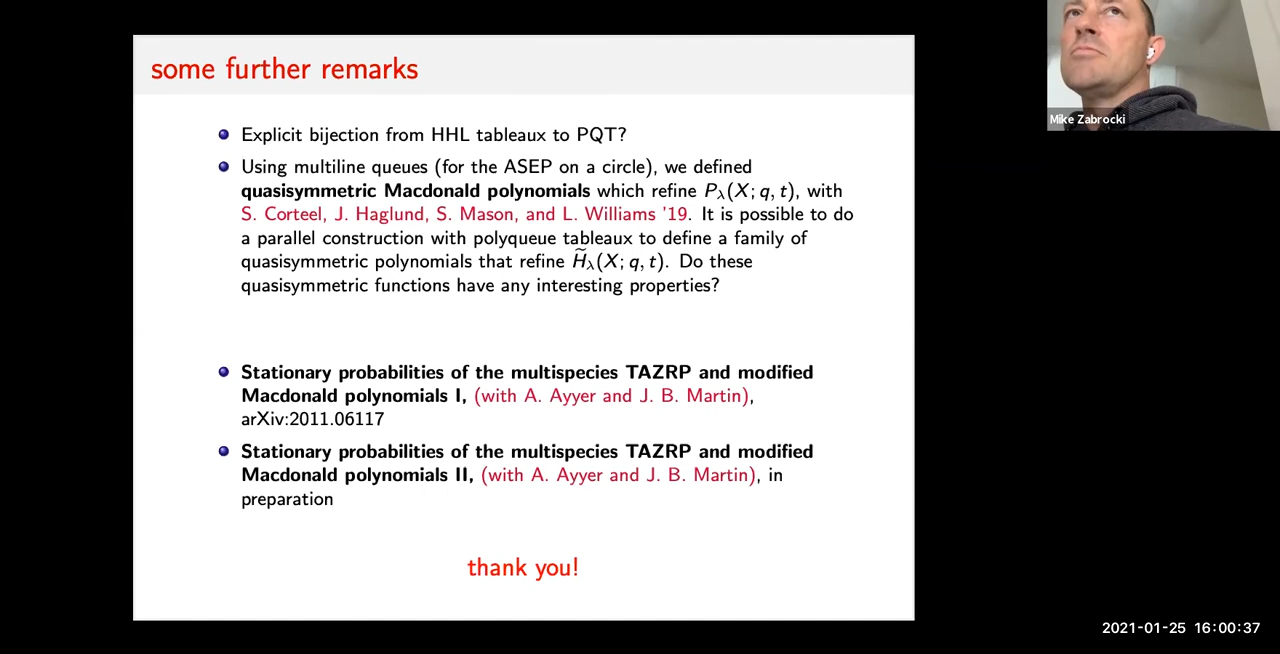 some further remarks
Explicit bijection from HHL tableaux to PQT?
Using multiline queues (for the ASEP on a circle), we defined
quasisymmetric Macdonald polynomials which refine P_λ(X; q, t), with
S. Corteel, J. Haglund, S. Mason, and L. Williams '19. It is possible to do
a parallel construction with polyqueue tableaux to define a family of
quasisymmetric polynomials that refine H̃_λ(X; q, t). Do these
quasisymmetric functions have any interesting properties?
Stationary probabilities of the multispecies TAZRP and modified
Macdonald polynomials I, (with A. Ayyer and J. B. Martin),
arXiv:2011.06117
Stationary probabilities of the multispecies TAZRP and modified
Macdonald polynomials II, (with A. Ayyer and J. B. Martin), in
preparation
thank you!
Mike Zabrocki
2021-01-25 16:00:37